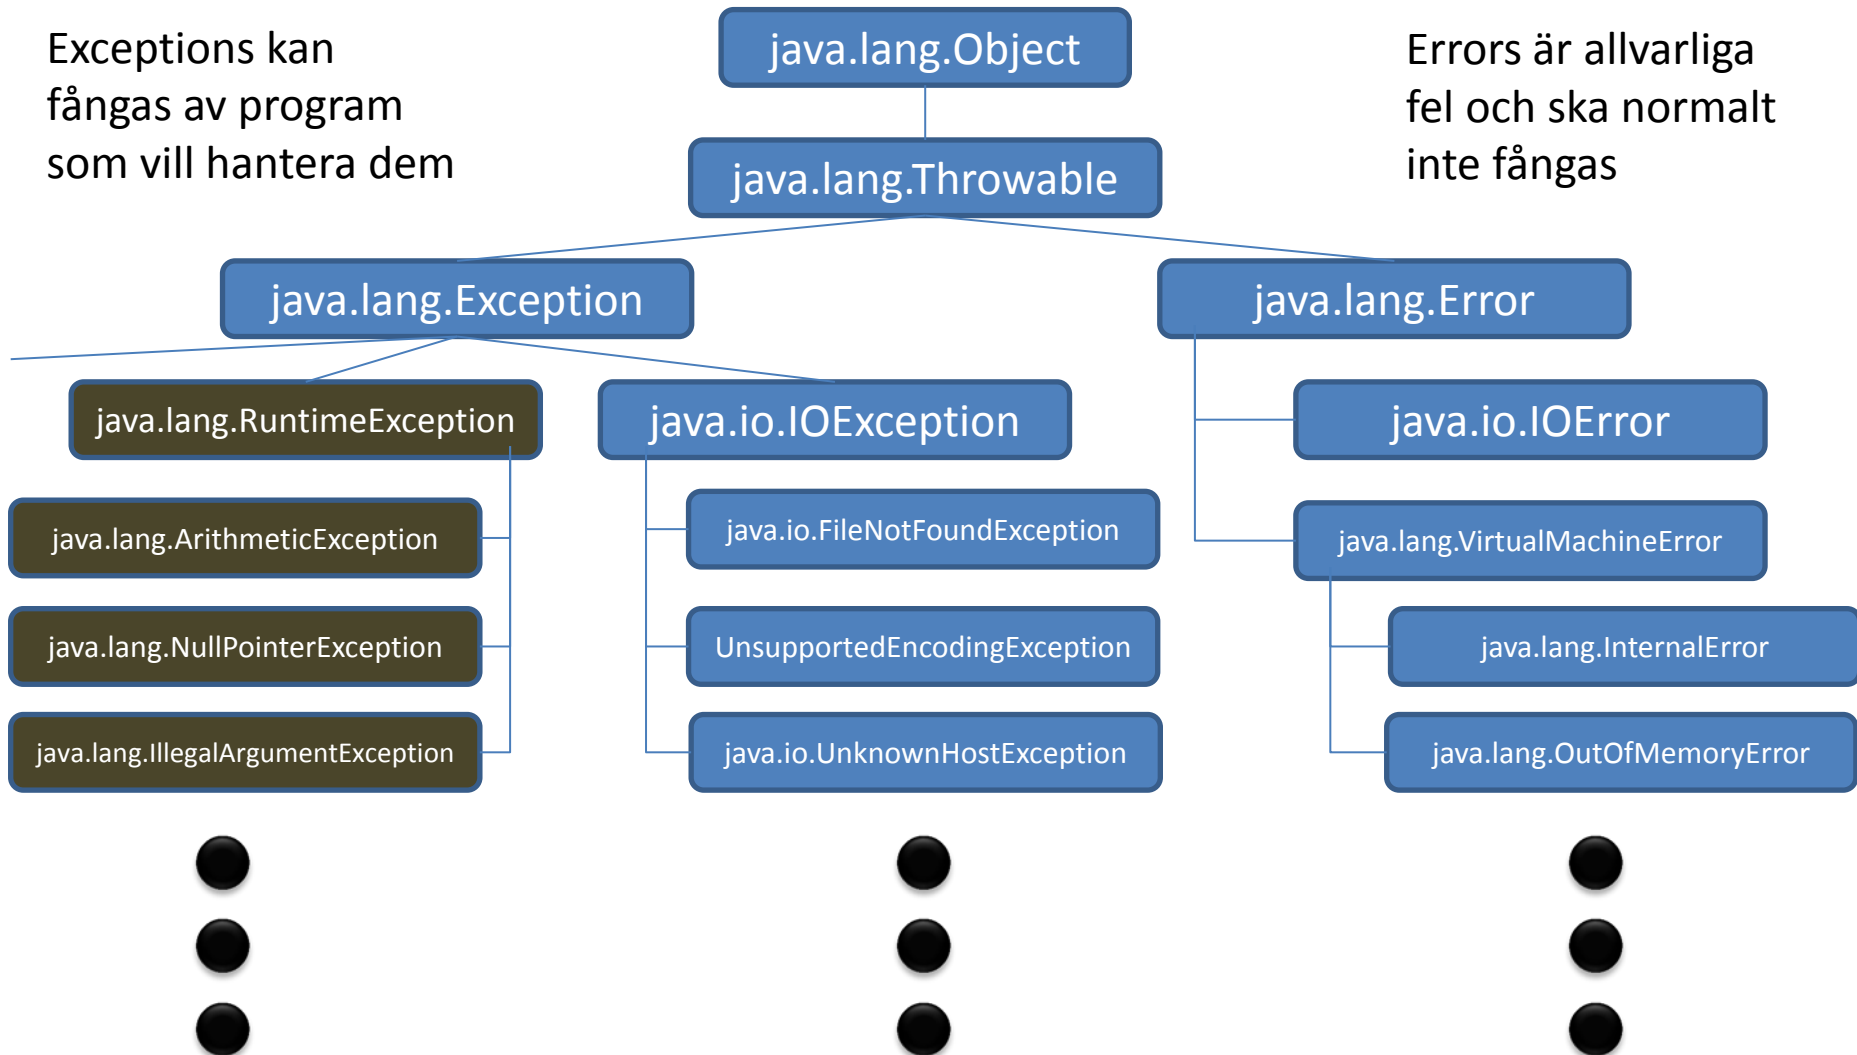 Exceptions kan
fångas av program
som vill hantera dem
java.lang.Object
Errors är allvarliga
fel och ska normalt
inte fångas
java.lang.Throwable
java.lang.Exception
java.lang.Error
java.lang.RuntimeException
java.io.IOException
java.io.IOError
java.lang.ArithmeticException
java.io.FileNotFoundException
java.lang.VirtualMachineError
java.lang.NullPointerException
UnsupportedEncodingException
java.lang.InternalError
java.lang.IllegalArgumentException
java.io.UnknownHostException
java.lang.OutOfMemoryError